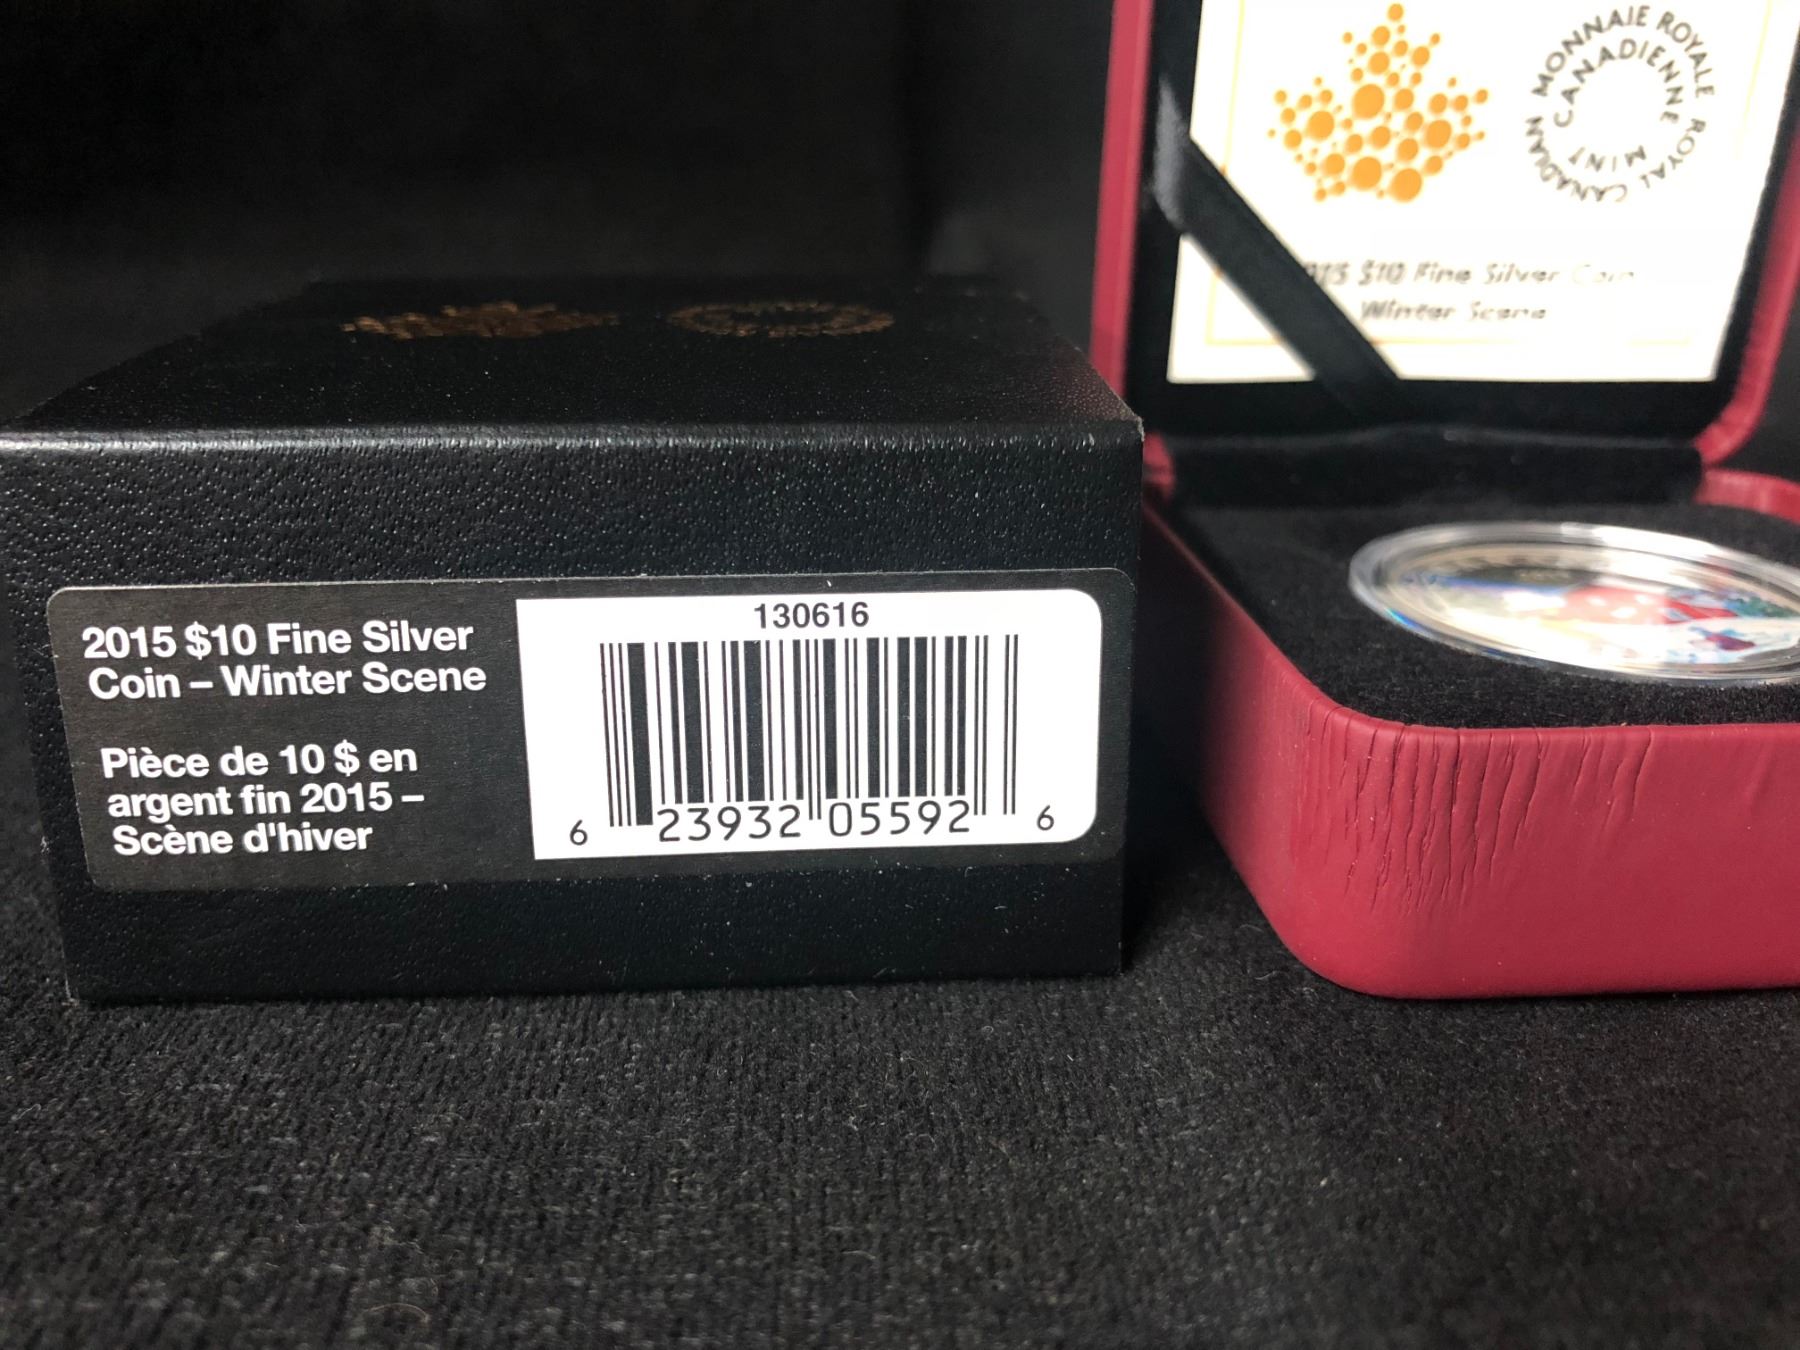 2015 $10 Fine Silver
Coin – Winter Scene
Pièce de 10 $ en
argent fin 2015 –
Scène d'hiver
130616
6 23932 05592 6
MONNAIE ROYALE CANADIENNE
ROYAL CANADIAN MINT
$10 Fine Silver Coin
Winter Scene